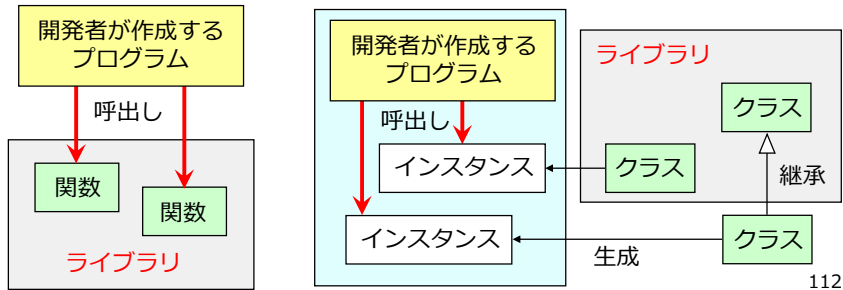 開発者が作成する
プログラム
呼出し
関数
関数
ライブラリ
開発者が作成する
プログラム
呼出し
インスタンス
インスタンス
ライブラリ
クラス
クラス
継承
生成
クラス
112